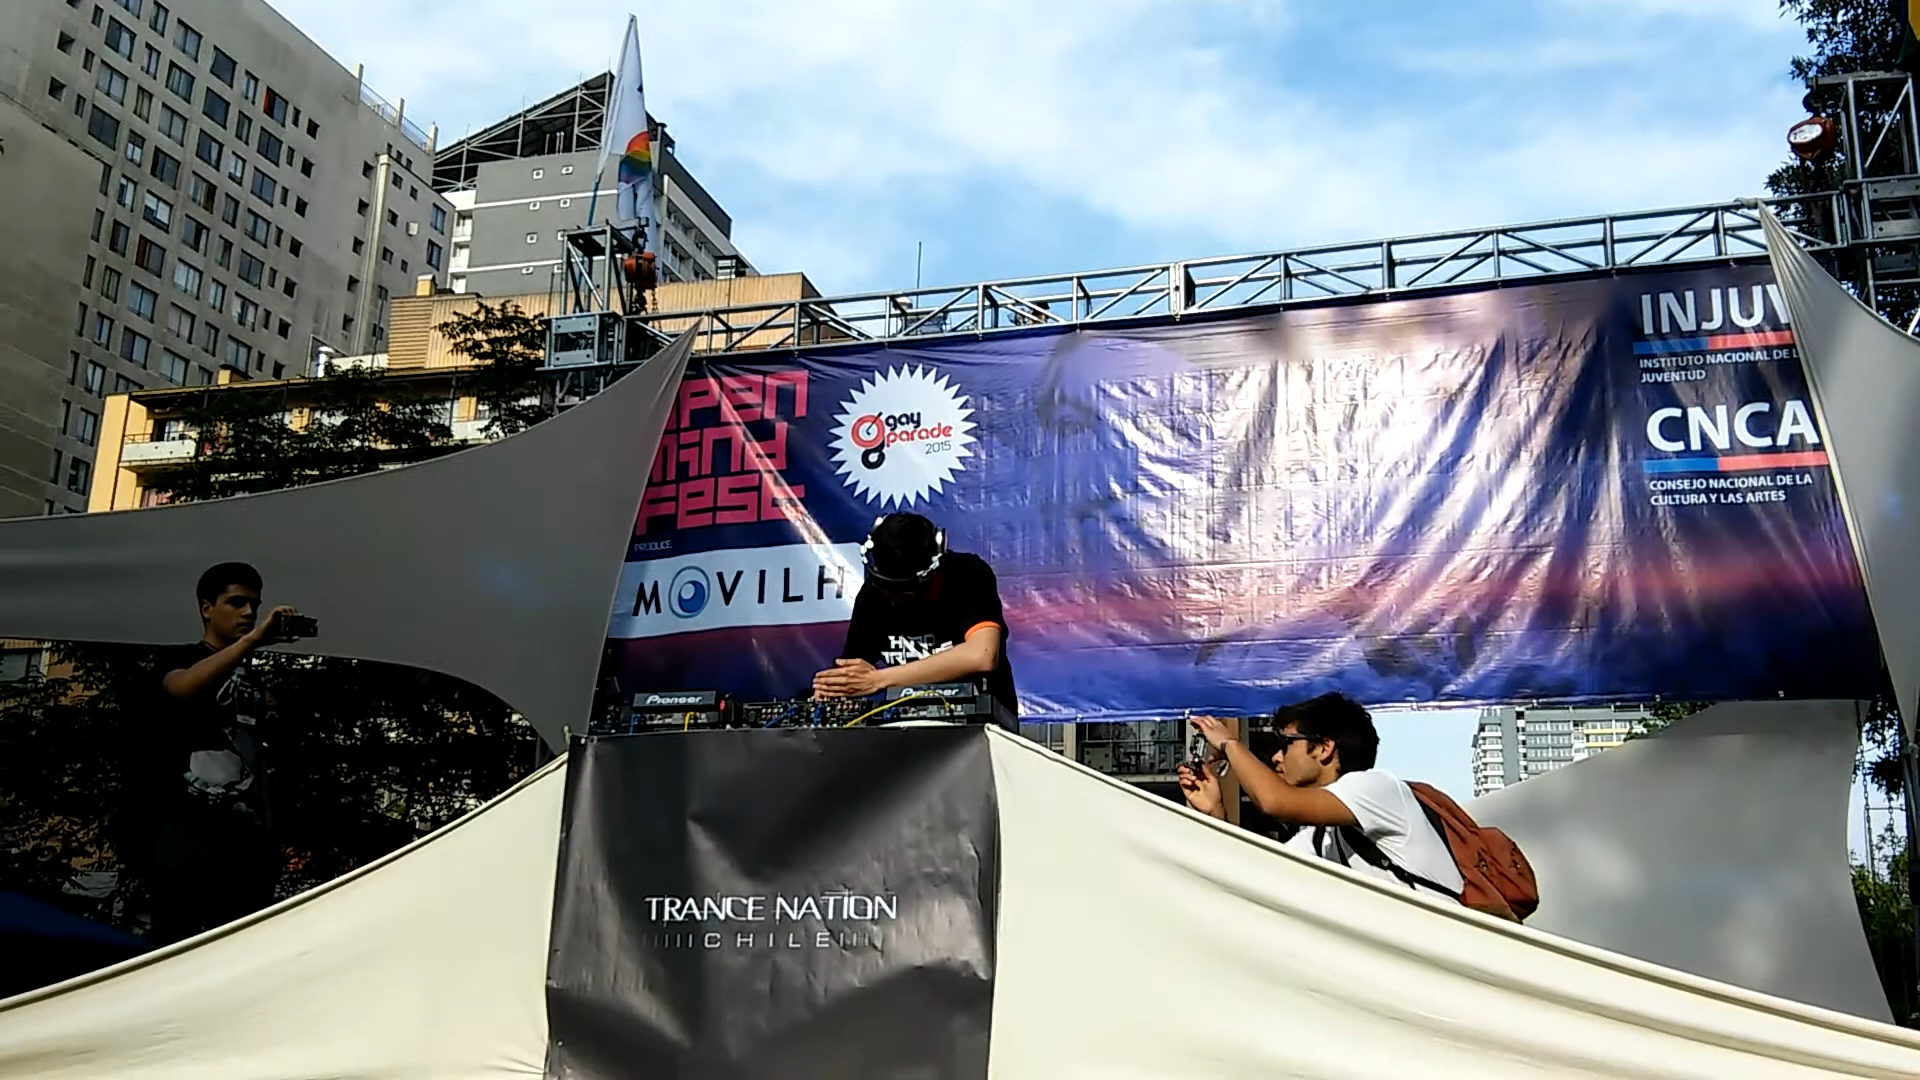 PEN
MIND
FEST
PRODUCE
MOVILH
gay
parade
2015
INJUV
INSTITUTO NACIONAL DE L
JUVENTUD
CNCA
CONSEJO NACIONAL DE LA
CULTURA Y LAS ARTES
Pioneer
Pioneer
TRANCE NATION
CHILE